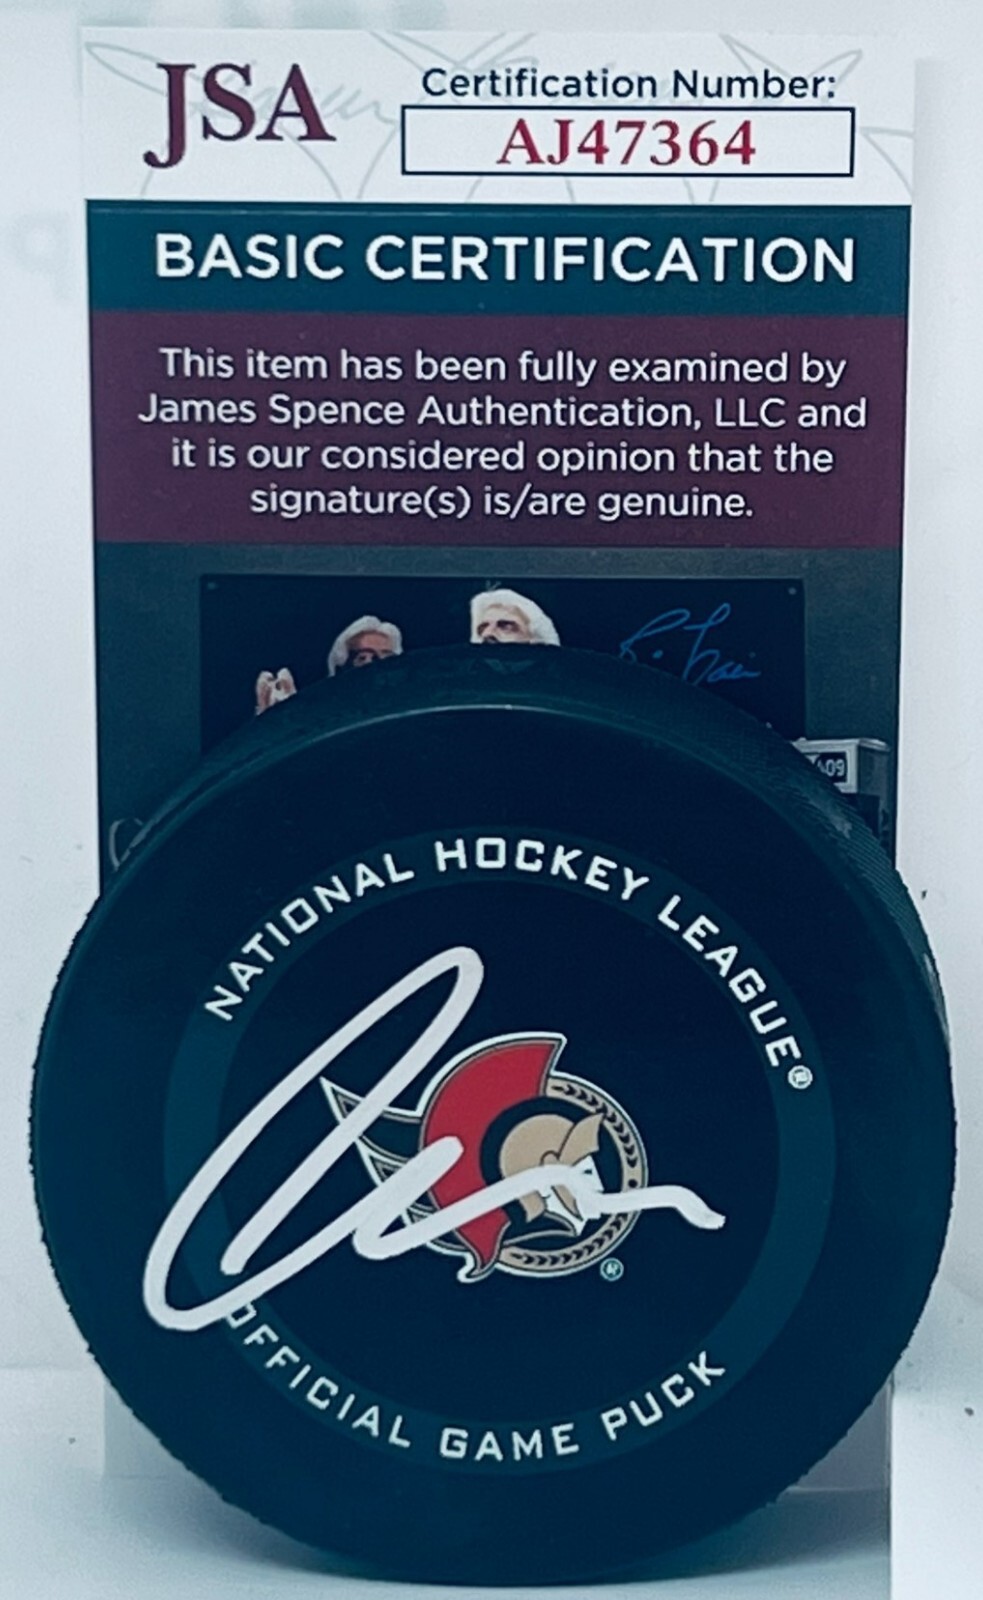 JSA
Certification Number:
AJ47364
BASIC CERTIFICATION
This item has been fully examined by
James Spence Authentication, LLC and
it is our considered opinion that the
signature(s) is/are genuine.
NATIONAL HOCKEY LEAGUE®
OFFICIAL GAME PUCK